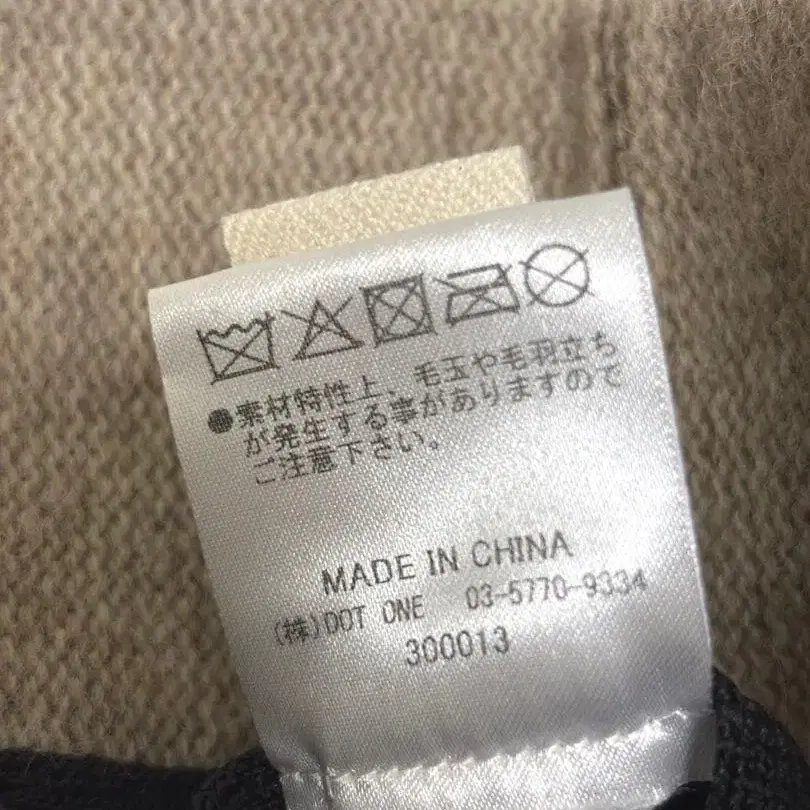 ●素材特性上、毛玉や毛羽立ち
が発生する事がありますので
ご注意下さい。
MADE IN CHINA
(株)DOT ONE 03-5770-9334
300013